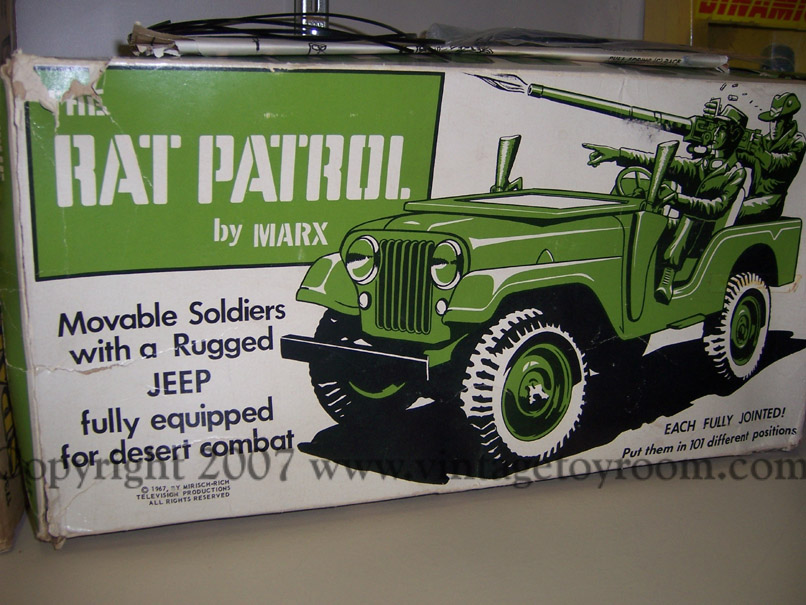 THE
RAT PATROL
by MARX
Movable Soldiers
with a Rugged
JEEP
fully equipped
for desert combat
© 1967, BY MIRISCH-RICH
TELEVISION PRODUCTIONS
ALL RIGHTS RESERVED
EACH FULLY JOINTED!
Put them in 101 different positions
Copyright 2007 www.vintagetoyroom.com